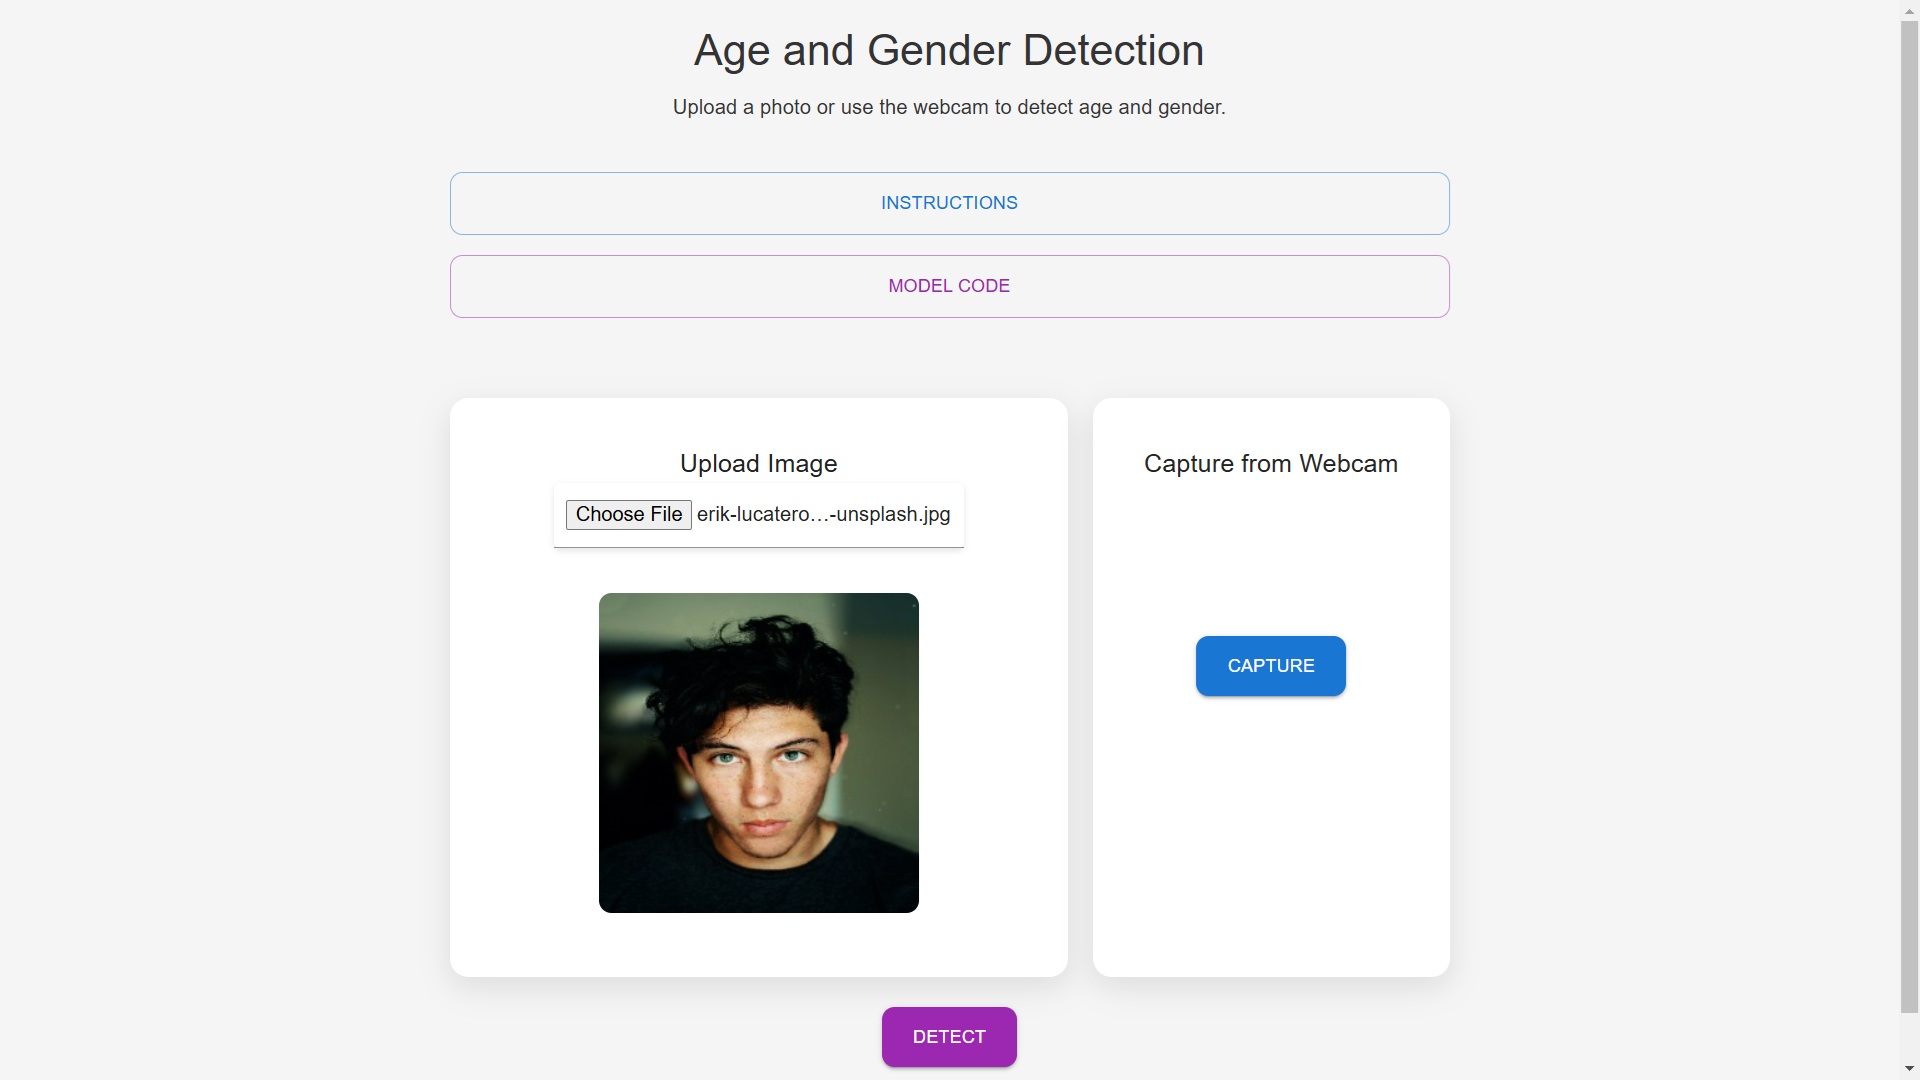 Age and Gender Detection
Upload a photo or use the webcam to detect age and gender.
INSTRUCTIONS
MODEL CODE
Upload Image
Choose File erik-lucatero...-unsplash.jpg
Capture from Webcam
CAPTURE
DETECT